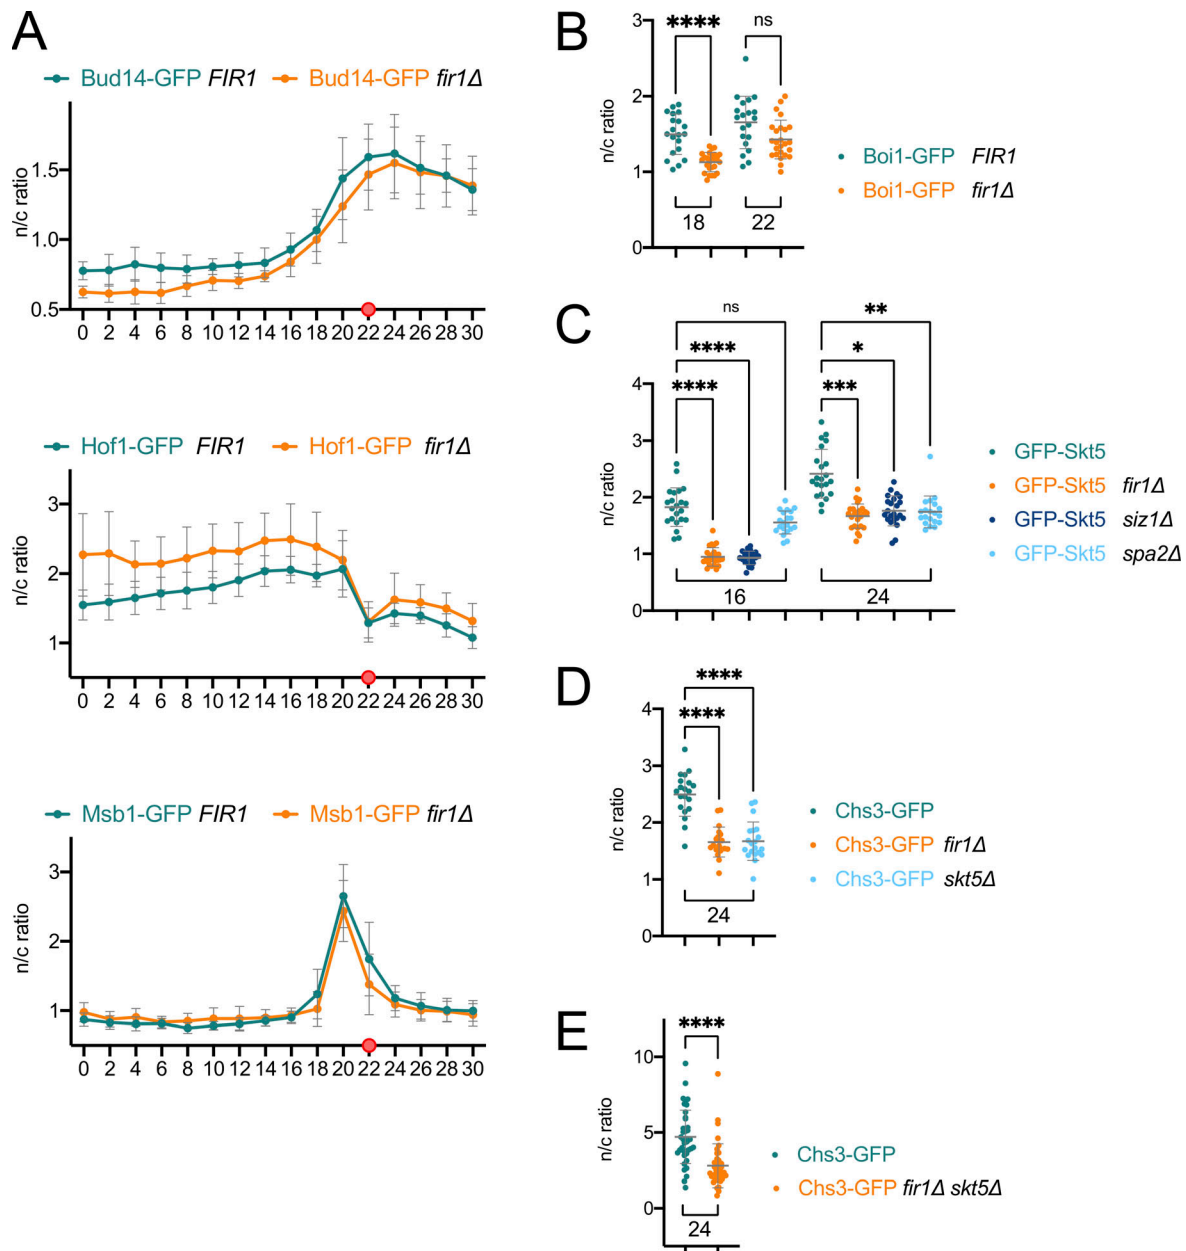 A
Bud14-GFP FIR1 Bud14-GFP fir1Δ
n/c ratio
1.5
1.0
0.5
0 2 4 6 8 10 12 14 16 18 20 22 24 26 28 30
Hof1-GFP FIR1 Hof1-GFP fir1Δ
n/c ratio
3
2
1
0 2 4 6 8 10 12 14 16 18 20 22 24 26 28 30
Msb1-GFP FIR1 Msb1-GFP fir1Δ
n/c ratio
3
2
1
0 2 4 6 8 10 12 14 16 18 20 22 24 26 28 30
B
n/c ratio
3
2
1
0
**** ns
18 22
Boi1-GFP FIR1
Boi1-GFP fir1Δ
C
n/c ratio
4
3
2
1
0
ns **
**** *
**** ***
16 24
GFP-Skt5
GFP-Skt5 fir1Δ
GFP-Skt5 siz1Δ
GFP-Skt5 spa2Δ
D
n/c ratio
4
3
2
1
0
****
****
24
Chs3-GFP
Chs3-GFP fir1Δ
Chs3-GFP skt5Δ
E
n/c ratio
10
5
0
****
24
Chs3-GFP
Chs3-GFP fir1Δ skt5Δ